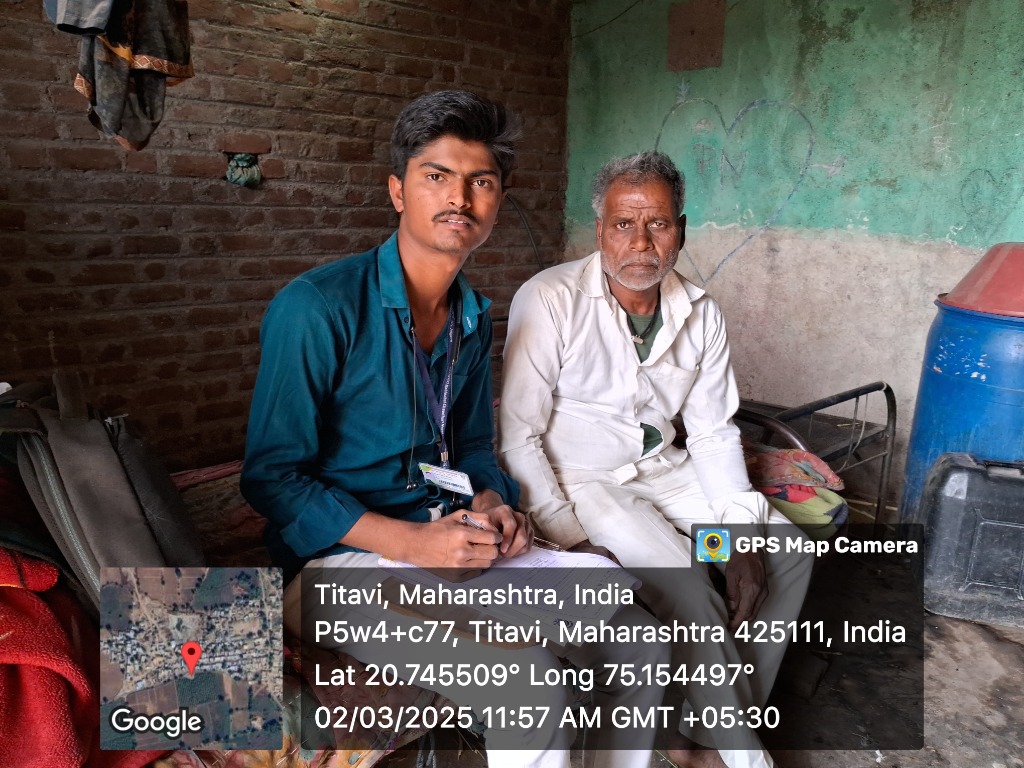 PM
GPS Map Camera
Titavi, Maharashtra, India
P5w4+c77, Titavi, Maharashtra 425111, India
Lat 20.745509° Long 75.154497°
02/03/2025 11:57 AM GMT +05:30
Google